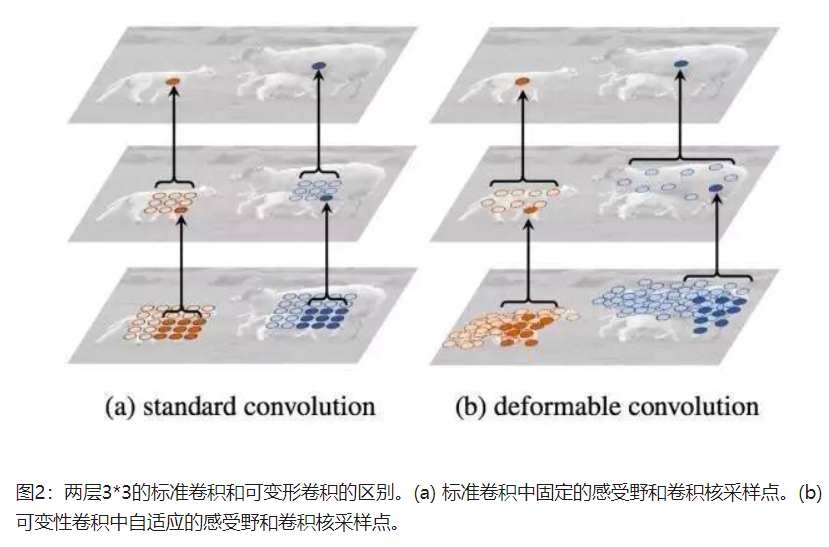 (a) standard convolution
(b) deformable convolution
图2：两层3*3的标准卷积和可变形卷积的区别。(a) 标准卷积中固定的感受野和卷积核采样点。(b)
可变性卷积中自适应的感受野和卷积核采样点。